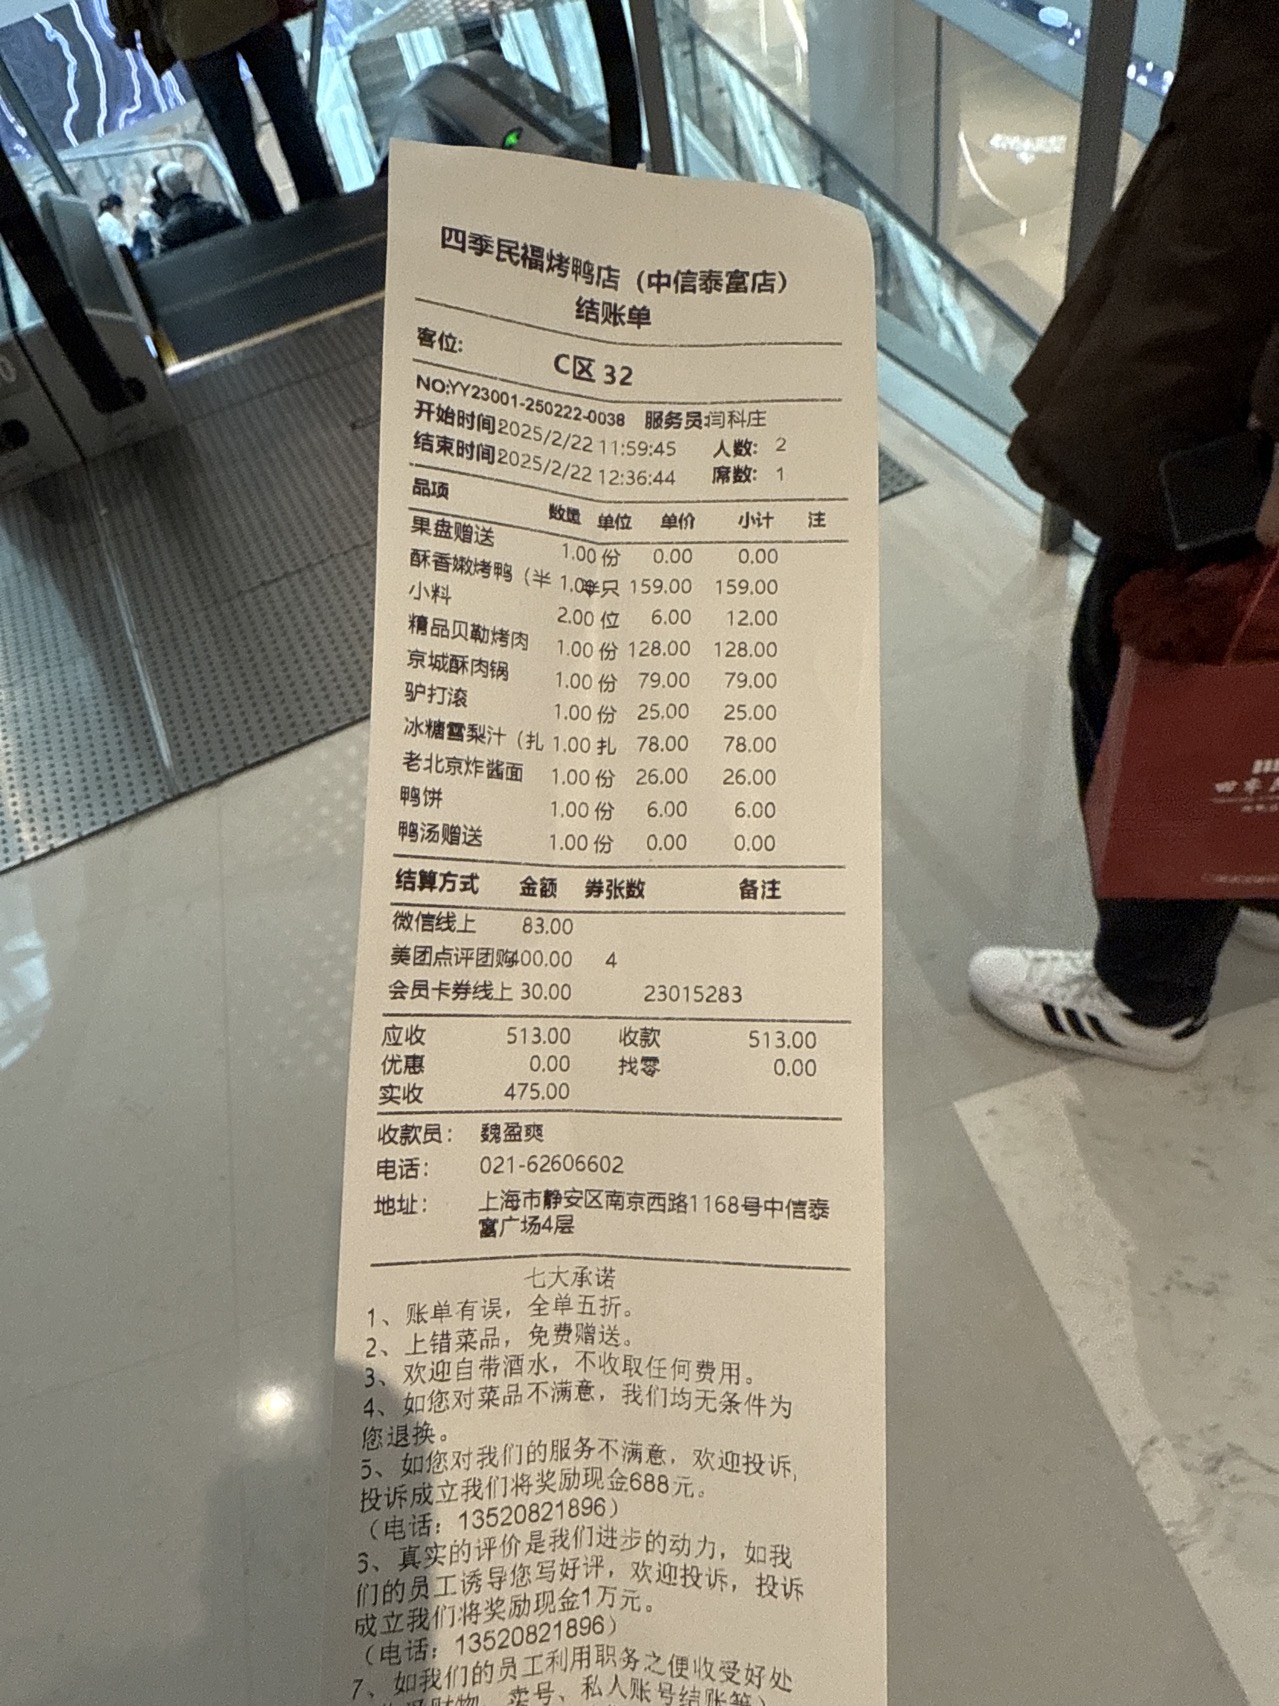 四季民福烤鸭店（中信泰富店）
结账单
客位: C区 32
NO:YY23001-250222-0038 服务员:闫科庄
开始时间2025/2/22 11:59:45 人数: 2
结束时间2025/2/22 12:36:44 席数: 1
品项 数量 单位 单价 小计 注
果盘赠送 1.00 份 0.00 0.00
酥香嫩烤鸭（半 1.00半只 159.00 159.00
小料 2.00 位 6.00 12.00
精品贝勒烤肉 1.00 份 128.00 128.00
京城酥肉锅 1.00 份 79.00 79.00
驴打滚 1.00 份 25.00 25.00
冰糖雪梨汁（扎 1.00 扎 78.00 78.00
老北京炸酱面 1.00 份 26.00 26.00
鸭饼 1.00 份 6.00 6.00
鸭汤赠送 1.00 份 0.00 0.00
结算方式 金额 券张数 备注
微信线上 83.00
美团点评团购400.00 4
会员卡券线上 30.00 23015283
应收 513.00 收款 513.00
优惠 0.00 找零 0.00
实收 475.00
收款员： 魏盈爽
电话： 021-62606602
地址： 上海市静安区南京西路1168号中信泰
富广场4层
七大承诺
1、账单有误，全单五折。
2、上错菜品，免费赠送。
3、欢迎自带酒水，不收取任何费用。
4、如您对菜品不满意，我们均无条件为
您退换。
5、如您对我们的服务不满意，欢迎投诉，
投诉成立我们将奖励现金688元。
（电话：13520821896）
6、真实的评价是我们进步的动力，如我
们的员工诱导您写好评，欢迎投诉，投诉
成立我们将奖励现金1万元。
（电话：13520821896）
7、如我们的员工利用职务之便收受好处
卖号、私人账号结账等）